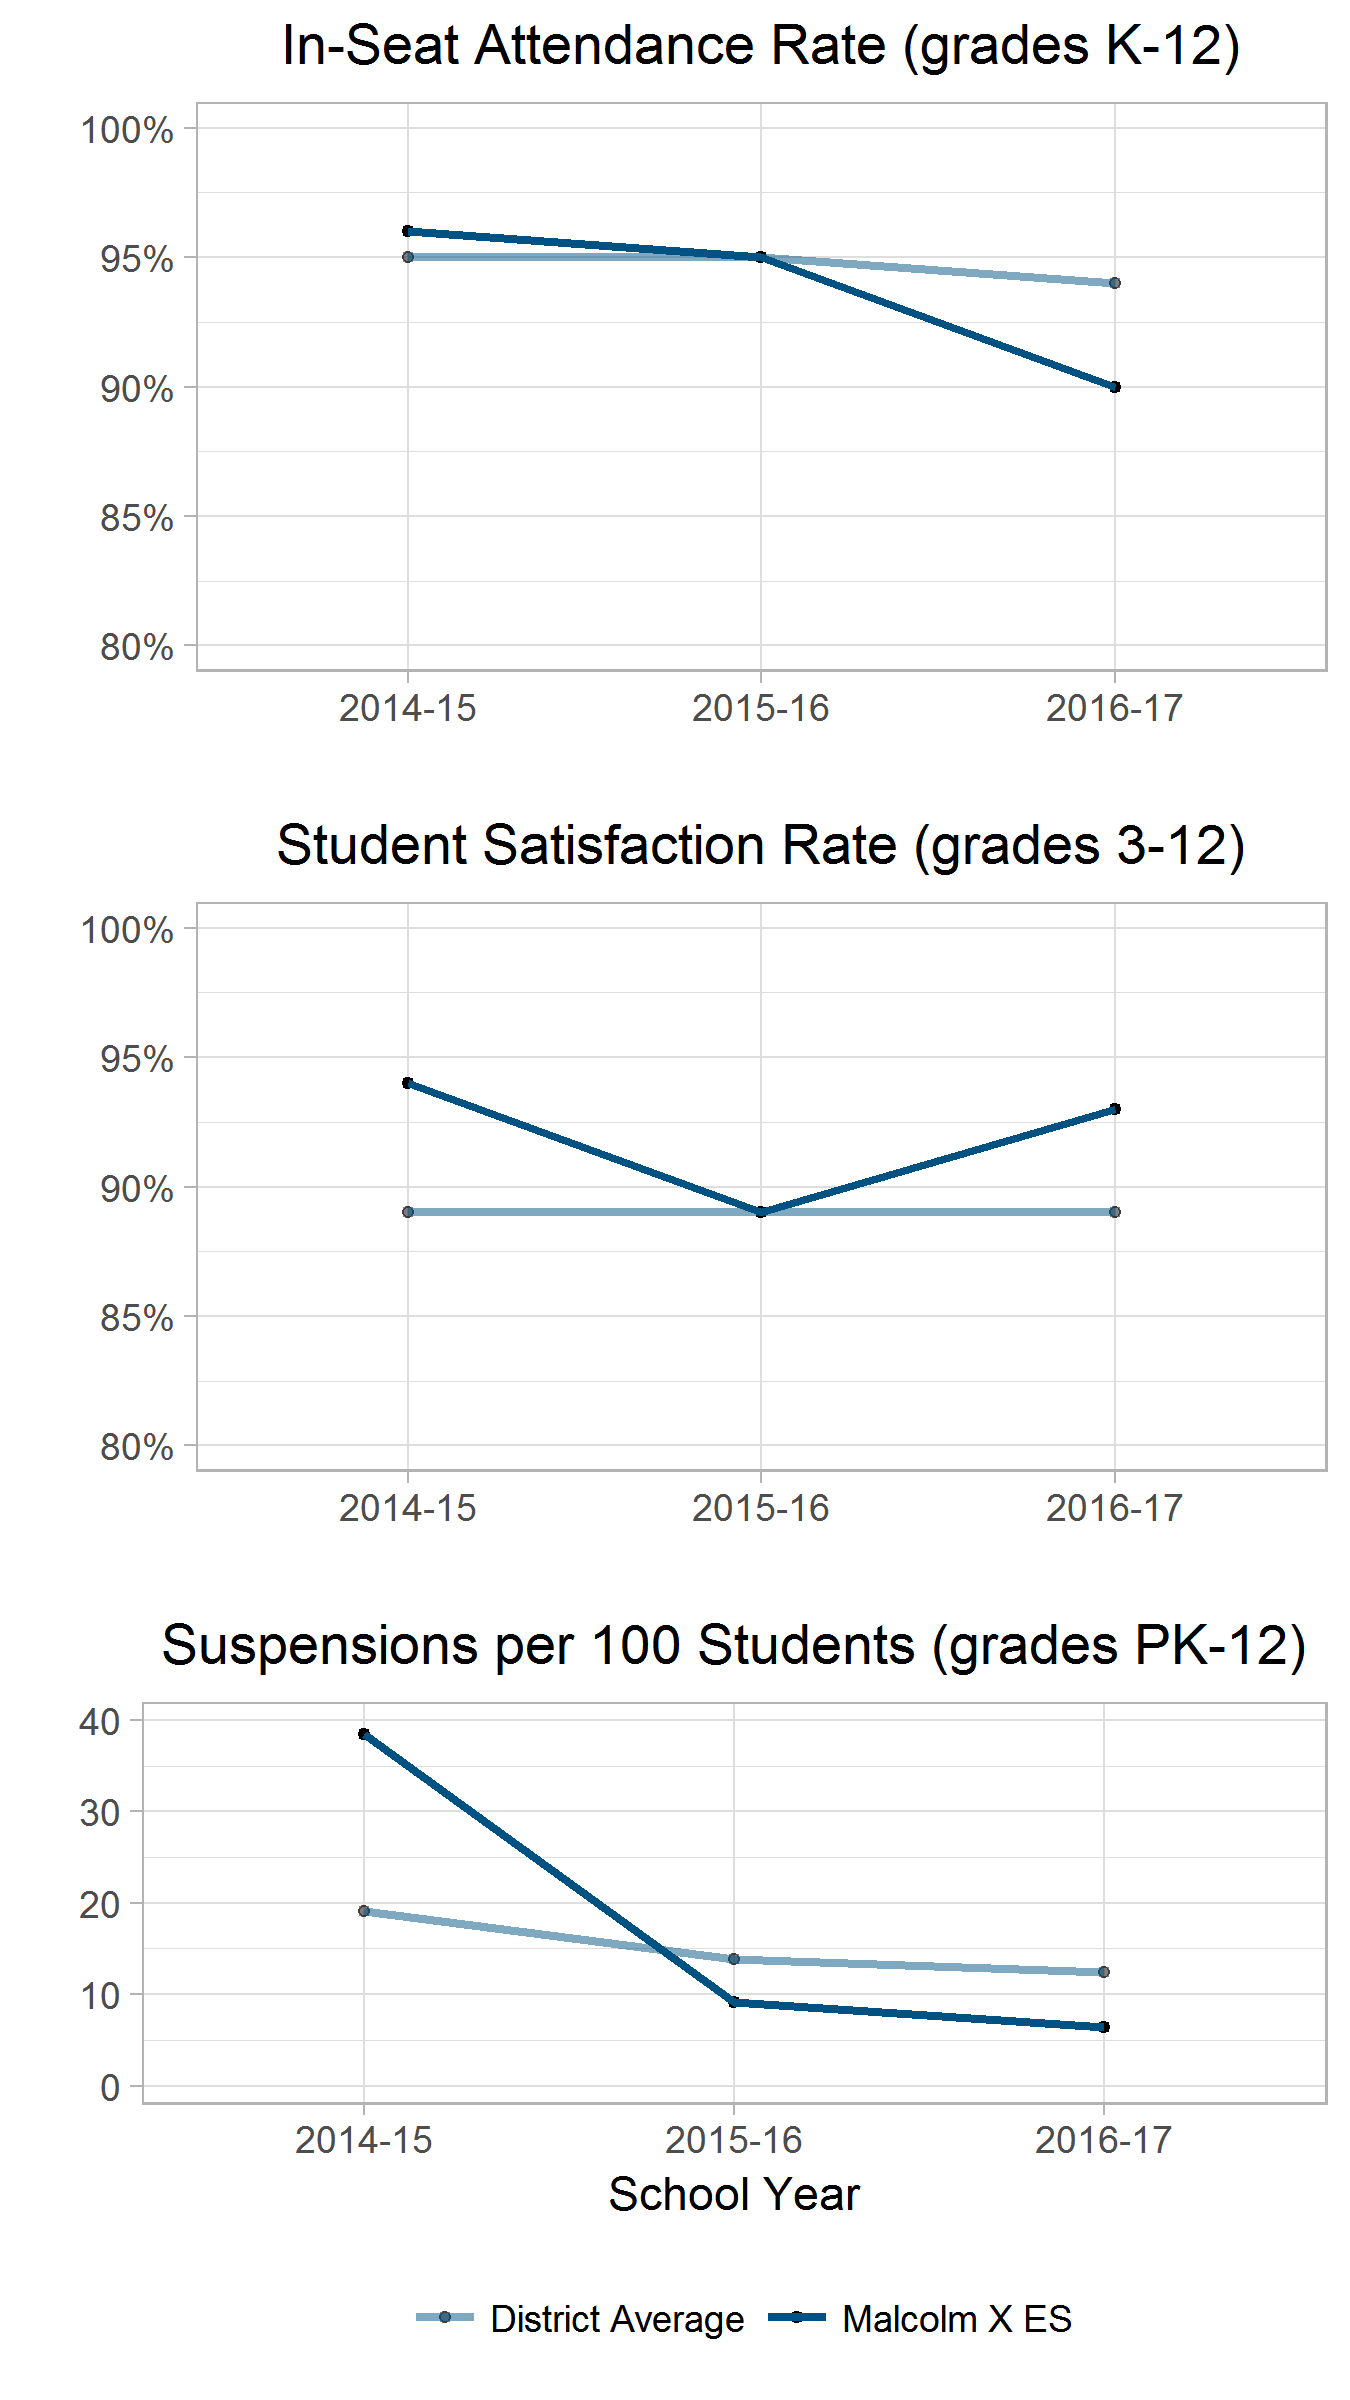 In-Seat Attendance Rate (grades K-12)
100%
95%
90%
85%
80%
2014-15 2015-16 2016-17
Student Satisfaction Rate (grades 3-12)
100%
95%
90%
85%
80%
2014-15 2015-16 2016-17
Suspensions per 100 Students (grades PK-12)
40
30
20
10
0
2014-15 2015-16 2016-17
School Year
District Average Malcolm X ES